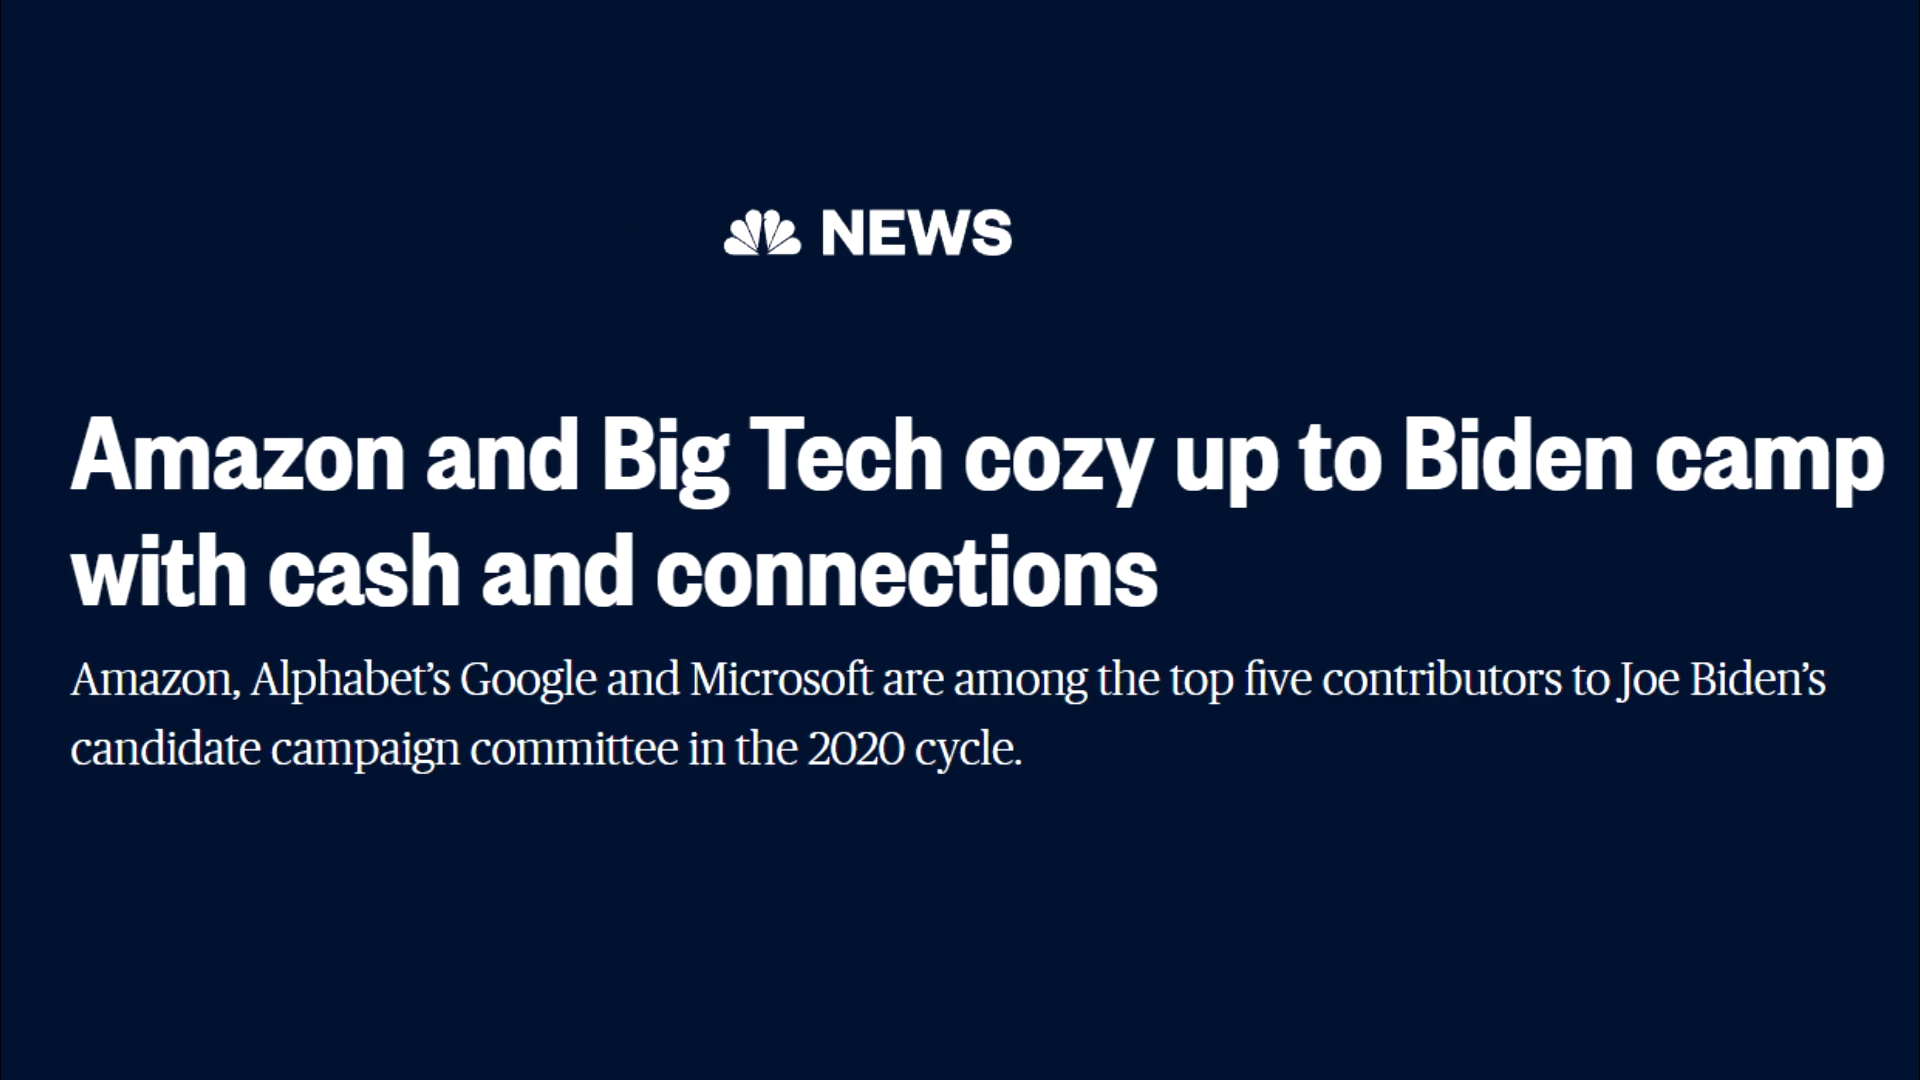 NEWS
Amazon and Big Tech cozy up to Biden camp
with cash and connections
Amazon, Alphabet’s Google and Microsoft are among the top five contributors to Joe Biden’s
candidate campaign committee in the 2020 cycle.